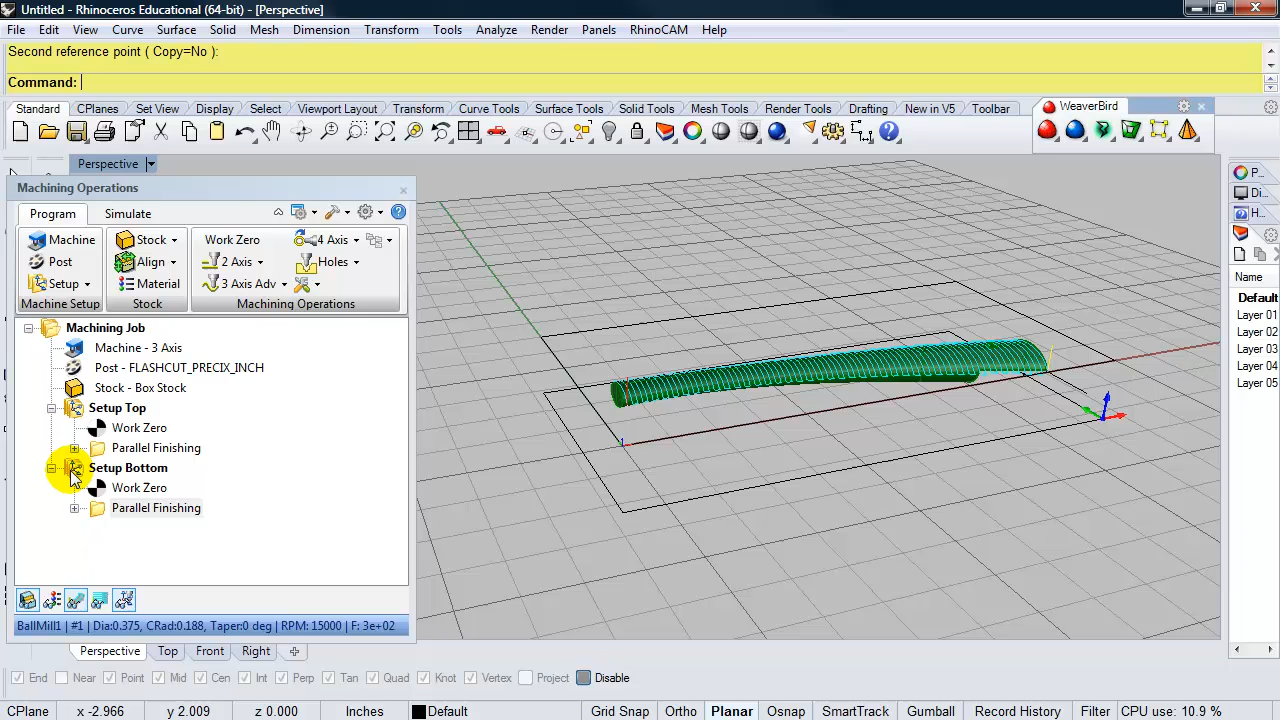 Untitled - Rhinoceros Educational (64-bit) - [Perspective]
File Edit View Curve Surface Solid Mesh Dimension Transform Tools Analyze Render Panels RhinoCAM Help
Second reference point ( Copy=No ):
Command:
Standard CPlanes Set View Display Select Viewport Layout Transform Curve Tools Surface Tools Solid Tools Mesh Tools Render Tools Drafting New in V5 Toolbar WeaverBird
Perspective
Machining Operations
Program Simulate
Machine Stock Work Zero 4 Axis
Post Align 2 Axis Holes
Setup Material 3 Axis Adv
Machine Setup Stock Machining Operations
Machining Job
Machine - 3 Axis
Post - FLASHCUT_PRECIX_INCH
Stock - Box Stock
Setup Top
Work Zero
Parallel Finishing
Setup Bottom
Work Zero
Parallel Finishing
BallMill1 | #1 | Dia:0.375, CRad:0.188, Taper:0 deg | RPM: 15000 | F: 3e+02
P...
Di...
H...
Name
Default
Layer 01
Layer 02
Layer 03
Layer 04
Layer 05
Perspective Top Front Right
End Near Point Mid Cen Int Perp Tan Quad Knot Vertex Project Disable
CPlane x -2.966 y 2.009 z 0.000 Inches Default Grid Snap Ortho Planar Osnap SmartTrack Gumball Record History Filter CPU use: 10.9 %